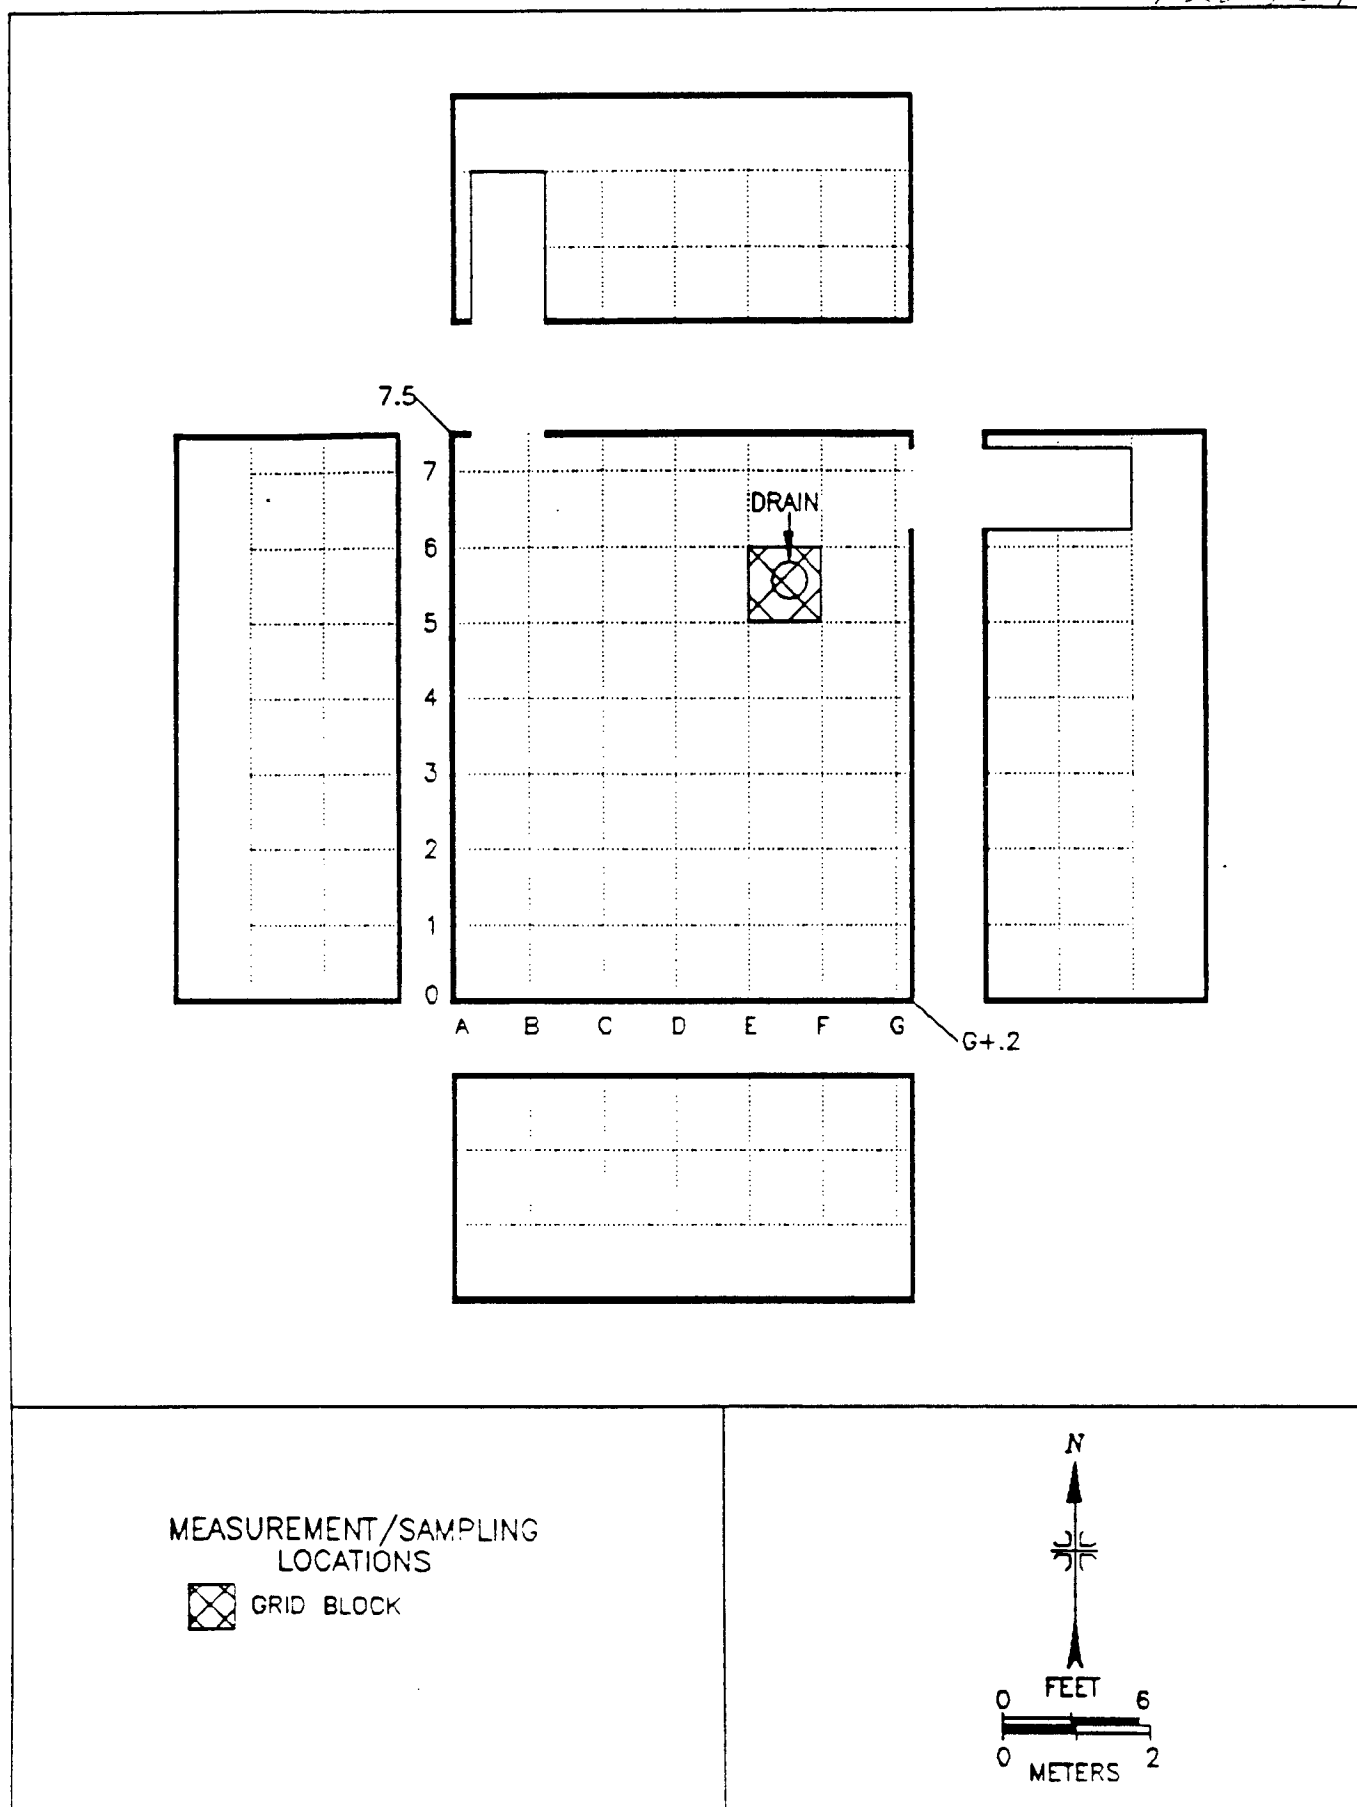 7.5
7
DRAIN
6
5
4
3
2
1
0
A B C D E F G
G+.2
MEASUREMENT/SAMPLING
LOCATIONS
GRID BLOCK
N
FEET
0 6
0 2
METERS